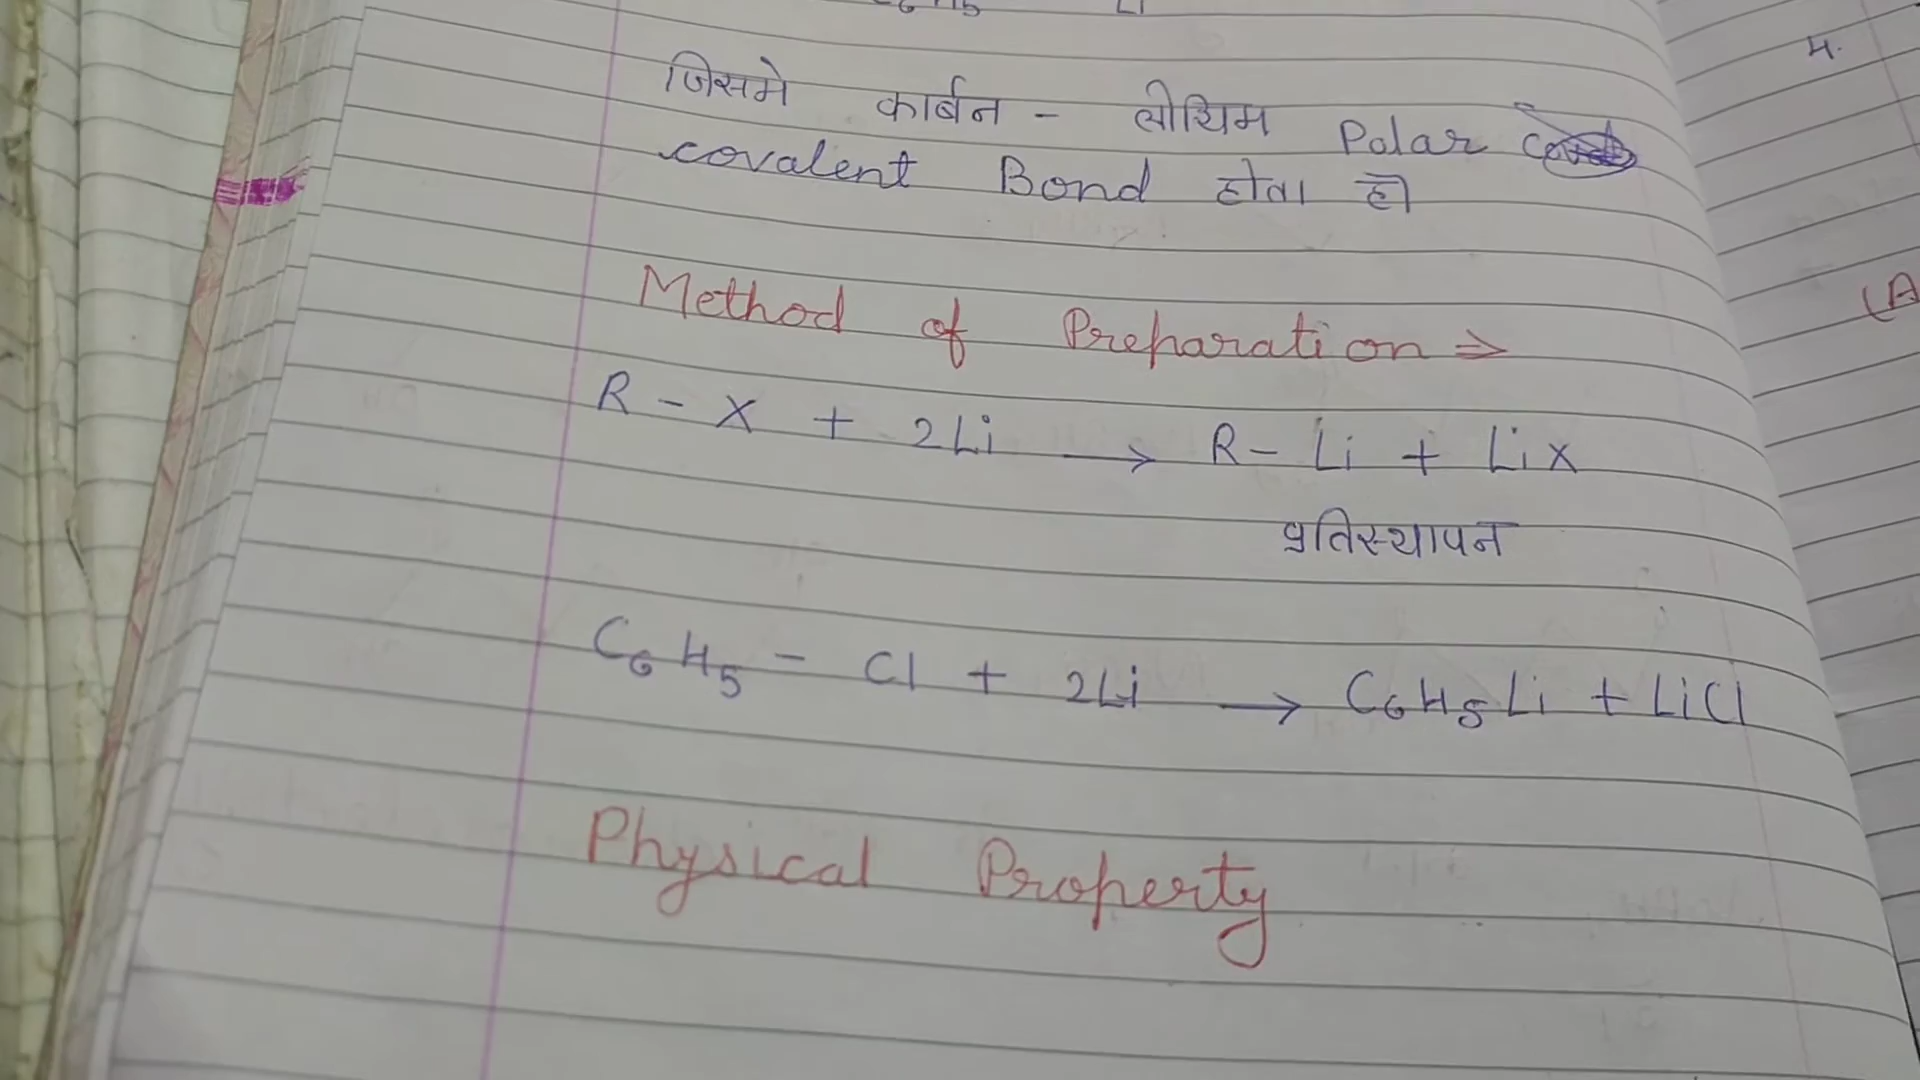 जिसमे कार्बन - लीथियम Polar
covalent Bond होता है।
Method of Preparation ⇒
R - X + 2Li → R - Li + LiX
प्रतिस्थापन
C₆H₅ - Cl + 2Li → C₆H₅Li + LiCl
Physical Property
4.
(A